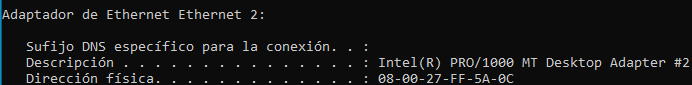 Adaptador de Ethernet Ethernet 2:
Sufijo DNS específico para la conexión. . :
Descripción . . . . . . . . . . . . . . . : Intel(R) PRO/1000 MT Desktop Adapter #2
Dirección física. . . . . . . . . . . . . : 08-00-27-FF-5A-0C